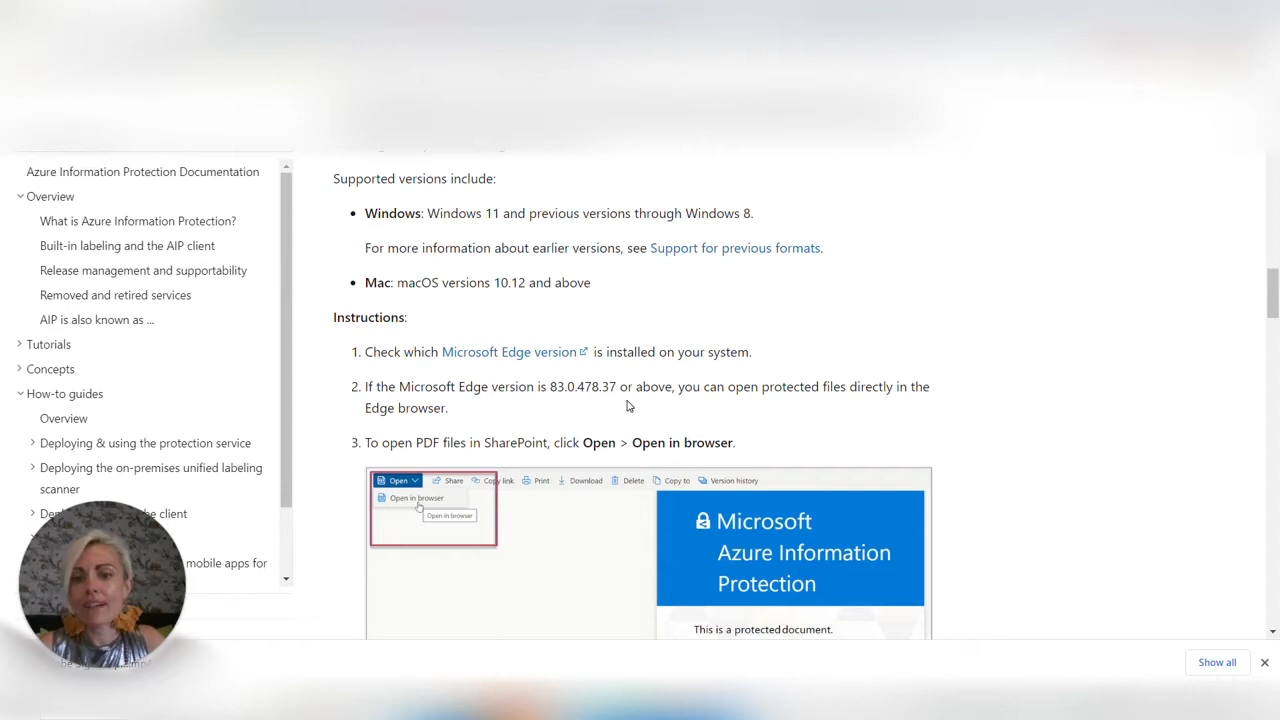 Azure Information Protection Documentation
Overview
What is Azure Information Protection?
Built-in labeling and the AIP client
Release management and supportability
Removed and retired services
AIP is also known as ...
Tutorials
Concepts
How-to guides
Overview
Deploying & using the protection service
Deploying the on-premises unified labeling
scanner
the client
mobile apps for
Supported versions include:
• Windows: Windows 11 and previous versions through Windows 8.
For more information about earlier versions, see Support for previous formats.
• Mac: macOS versions 10.12 and above
Instructions:
1. Check which Microsoft Edge version is installed on your system.
2. If the Microsoft Edge version is 83.0.478.37 or above, you can open protected files directly in the
Edge browser.
3. To open PDF files in SharePoint, click Open > Open in browser.
Open Share Copy link Print Download Delete Copy to Version history
Open in browser
Open in browser
Microsoft
Azure Information
Protection
This is a protected document.
Show all